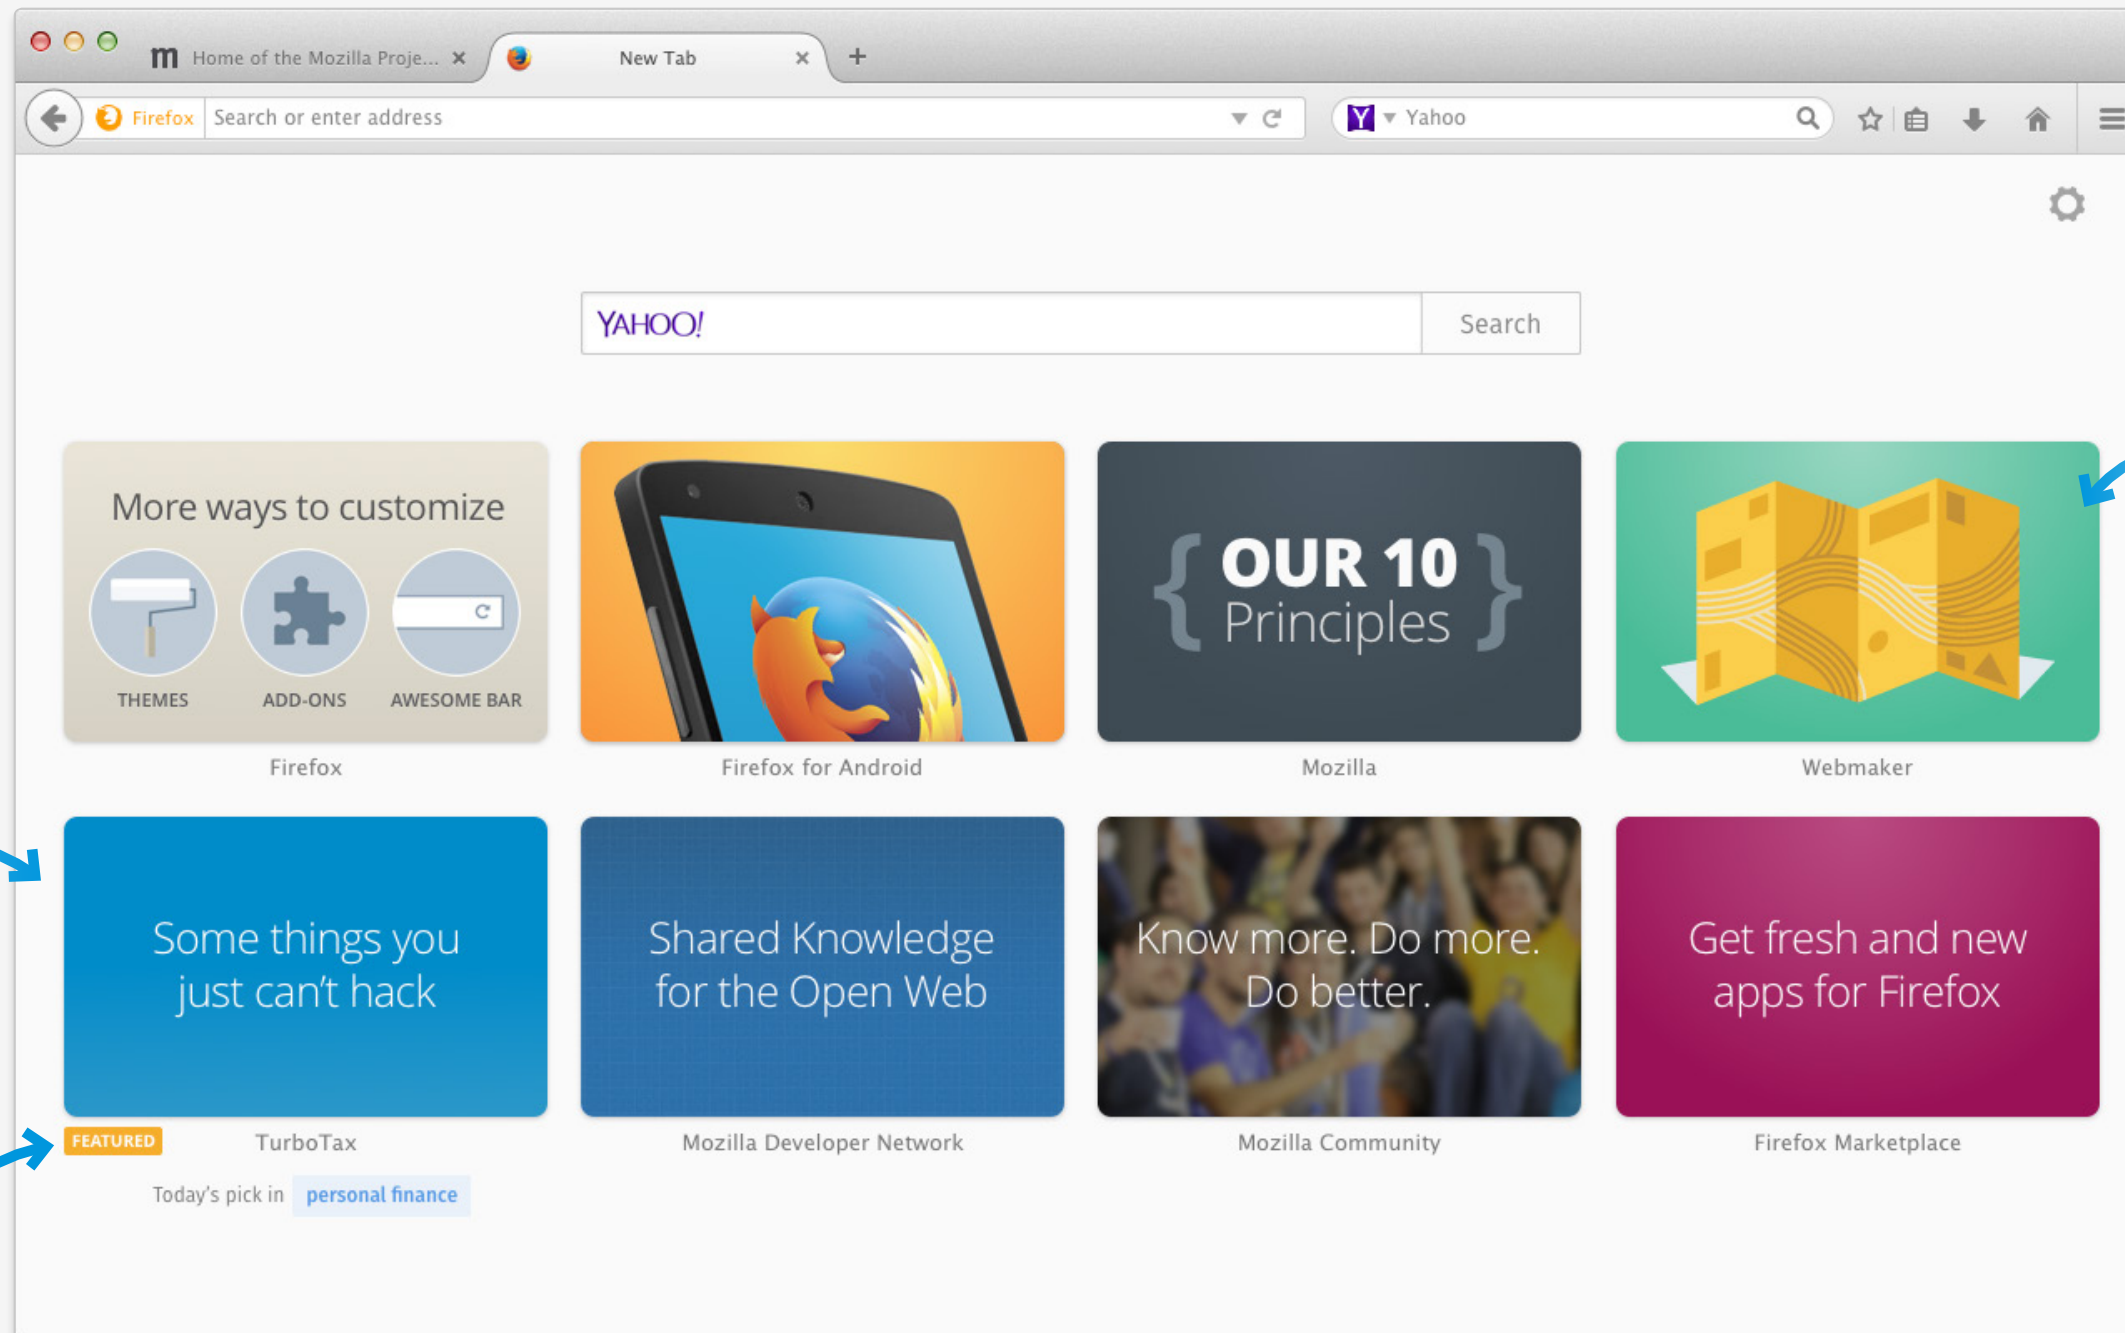 m Home of the Mozilla Proje...
New Tab
Firefox Search or enter address
Y Yahoo
YAHOO! Search
More ways to customize
THEMES ADD-ONS AWESOME BAR
Firefox
{ OUR 10 }
Principles
Firefox for Android
Mozilla
Webmaker
Some things you
just can't hack
Shared Knowledge
for the Open Web
Know more. Do more.
Do better.
Get fresh and new
apps for Firefox
FEATURED TurboTax
Mozilla Developer Network
Mozilla Community
Firefox Marketplace
Today's pick in personal finance